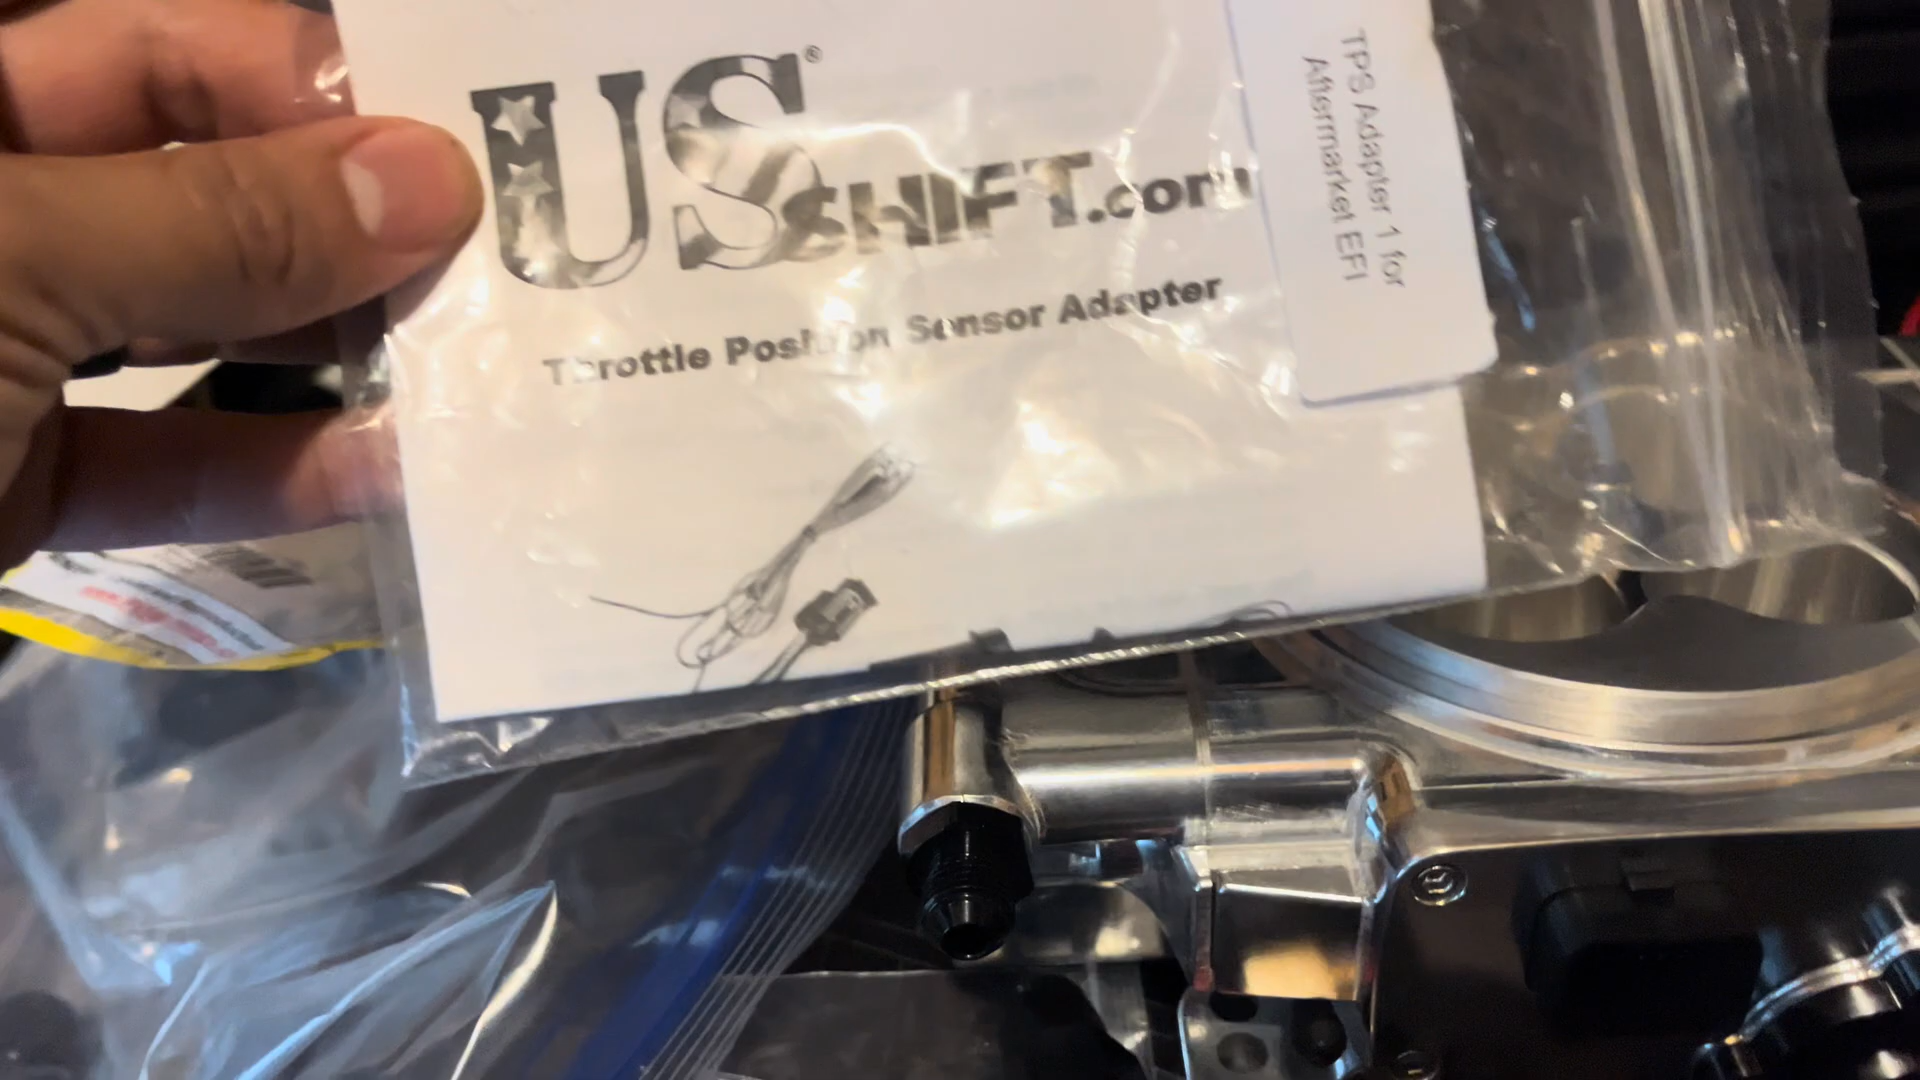 US®
SHIFT.com
Throttle Position Sensor Adapter
TPS Adapter 1 for
Aftermarket EFI